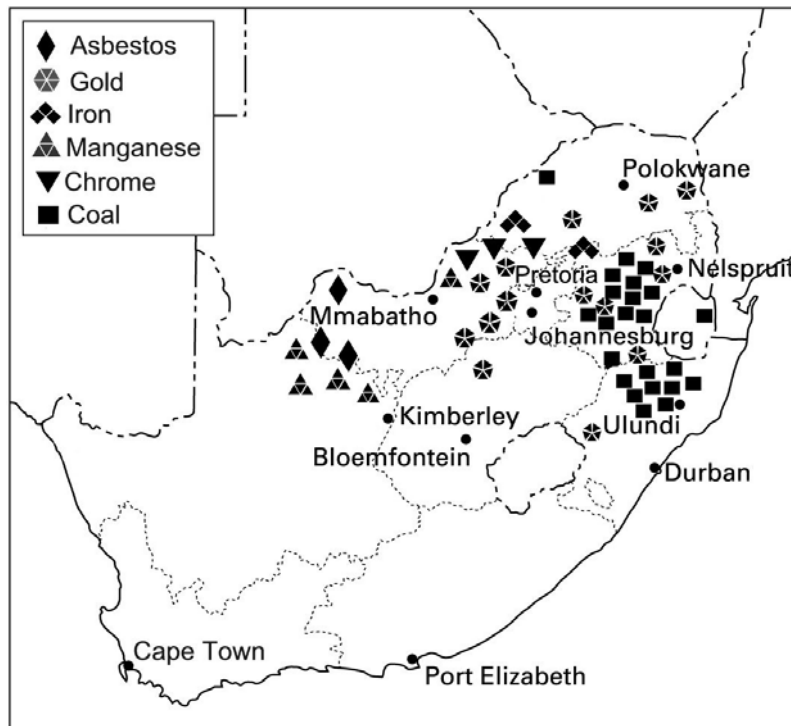 Asbestos
Gold
Iron
Manganese
Chrome
Coal
Polokwane
Nelspruit
Pretoria
Mmabatho
Johannesburg
Kimberley
Ulundi
Bloemfontein
Durban
Cape Town
Port Elizabeth